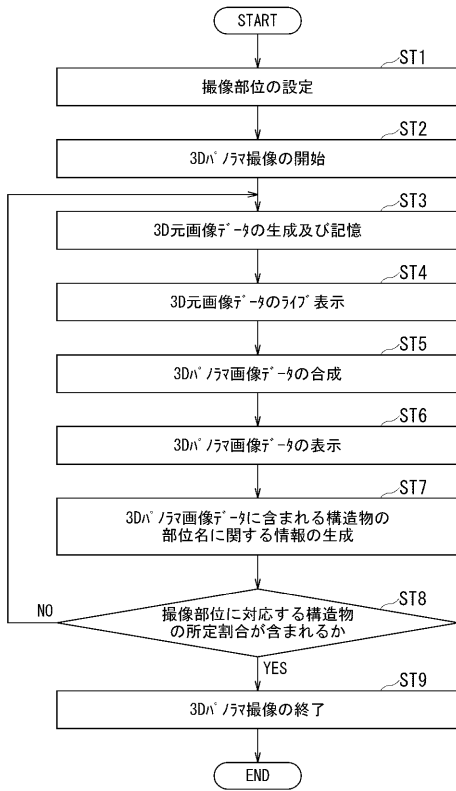 START
ST1
撮像部位の設定
ST2
3Dﾊﾟﾉﾗﾏ撮像の開始
ST3
3D元画像ﾃﾞｰﾀの生成及び記憶
ST4
3D元画像ﾃﾞｰﾀのﾗｲﾌﾞ表示
ST5
3Dﾊﾟﾉﾗﾏ画像ﾃﾞｰﾀの合成
ST6
3Dﾊﾟﾉﾗﾏ画像ﾃﾞｰﾀの表示
ST7
3Dﾊﾟﾉﾗﾏ画像ﾃﾞｰﾀに含まれる構造物の
部位名に関する情報の生成
ST8
撮像部位に対応する構造物
の所定割合が含まれるか
NO
YES
ST9
3Dﾊﾟﾉﾗﾏ撮像の終了
END